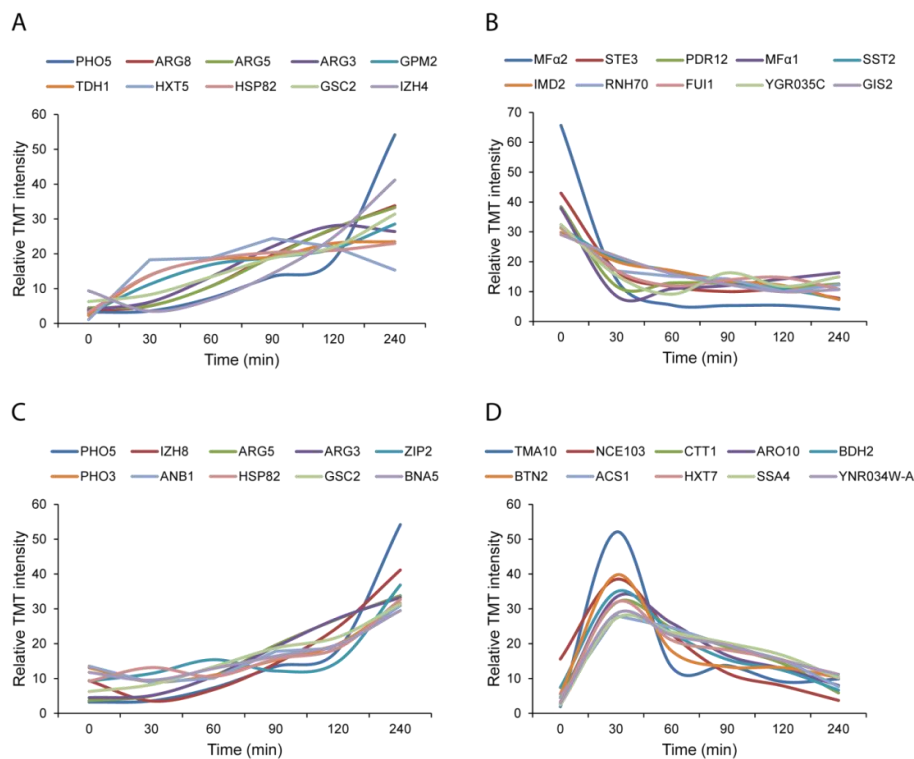 A
PHO5 ARG8 ARG5 ARG3 GPM2
TDH1 HXT5 HSP82 GSC2 IZH4
Relative TMT intensity
60
50
40
30
20
10
0
0 30 60 90 120 240
Time (min)
B
MFα2 STE3 PDR12 MFα1 SST2
IMD2 RNH70 FUI1 YGR035C GIS2
Relative TMT intensity
70
60
50
40
30
20
10
0
0 30 60 90 120 240
Time (min)
C
PHO5 IZH8 ARG5 ARG3 ZIP2
PHO3 ANB1 HSP82 GSC2 BNA5
Relative TMT intensity
60
50
40
30
20
10
0
0 30 60 90 120 240
Time (min)
D
TMA10 NCE103 CTT1 ARO10 BDH2
BTN2 ACS1 HXT7 SSA4 YNR034W-A
Relative TMT intensity
60
50
40
30
20
10
0
0 30 60 90 120 240
Time (min)